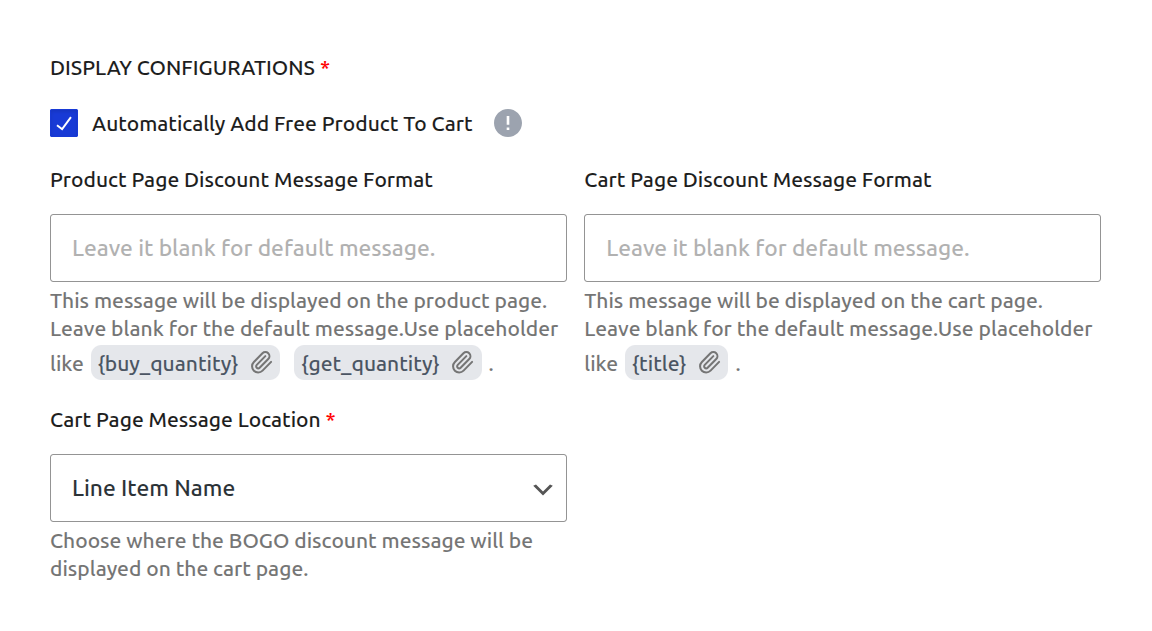 DISPLAY CONFIGURATIONS *
Automatically Add Free Product To Cart
Product Page Discount Message Format
Leave it blank for default message.
This message will be displayed on the product page.
Leave blank for the default message.Use placeholder
like {buy_quantity} {get_quantity} .
Cart Page Discount Message Format
Leave it blank for default message.
This message will be displayed on the cart page.
Leave blank for the default message.Use placeholder
like {title} .
Cart Page Message Location *
Line Item Name
Choose where the BOGO discount message will be
displayed on the cart page.